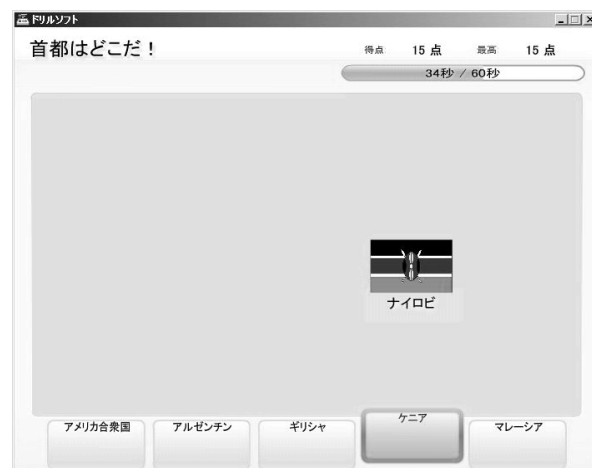 ドリルソフト
首都はどこだ！
得点 15 点 最高 15 点
34秒 / 60秒
ナイロビ
アメリカ合衆国 アルゼンチン ギリシャ ケニア マレーシア